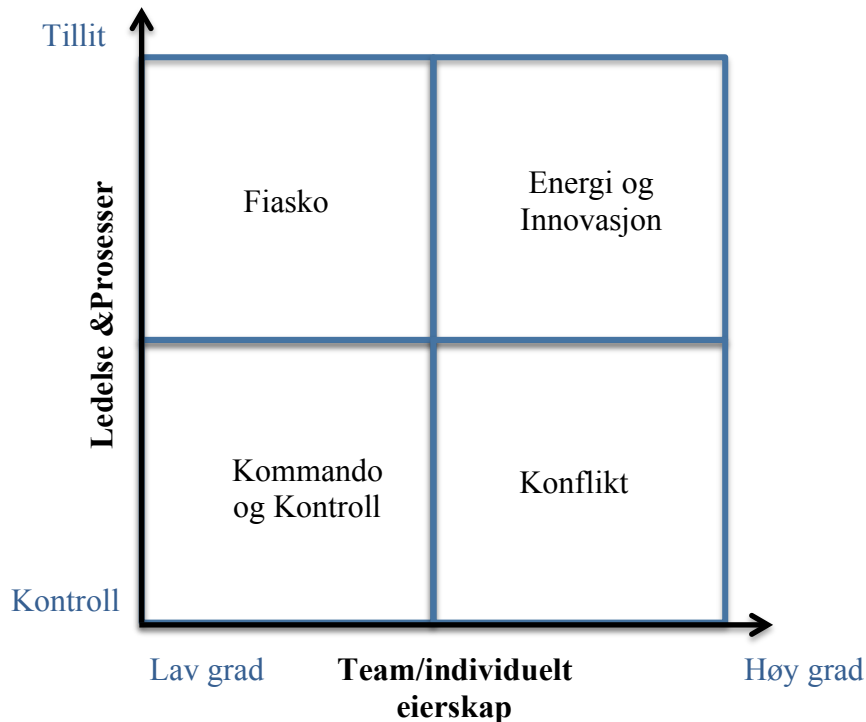 Tillit
Ledelse &Prosesser
Fiasko
Energi og
Innovasjon
Kommando
og Kontroll
Konflikt
Kontroll
Lav grad
Team/individuelt
eierskap
Høy grad